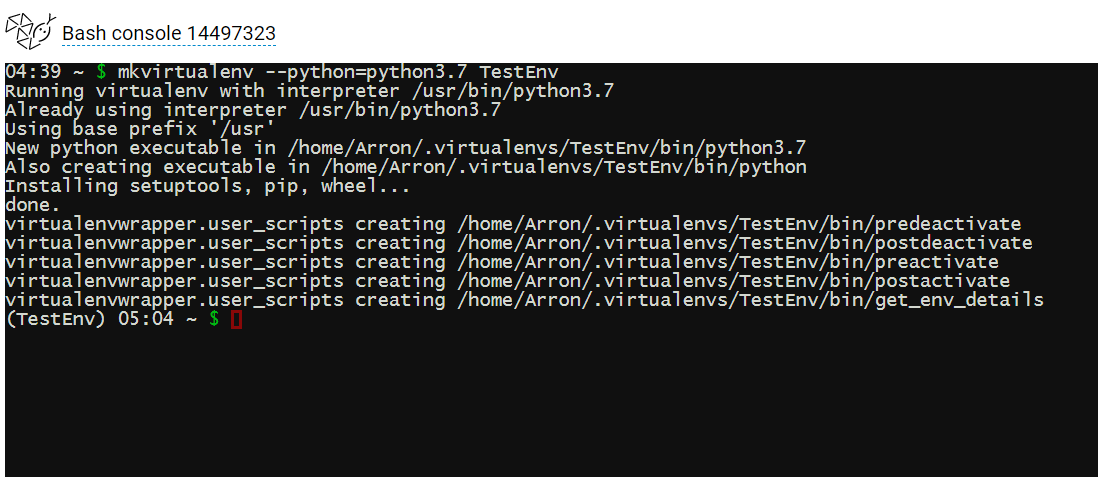 Bash console 14497323
04:39 ~ $ mkvirtualenv --python=python3.7 TestEnv
Running virtualenv with interpreter /usr/bin/python3.7
Already using interpreter /usr/bin/python3.7
Using base prefix '/usr'
New python executable in /home/Arron/.virtualenvs/TestEnv/bin/python3.7
Also creating executable in /home/Arron/.virtualenvs/TestEnv/bin/python
Installing setuptools, pip, wheel...
done.
virtualenvwrapper.user_scripts creating /home/Arron/.virtualenvs/TestEnv/bin/predeactivate
virtualenvwrapper.user_scripts creating /home/Arron/.virtualenvs/TestEnv/bin/postdeactivate
virtualenvwrapper.user_scripts creating /home/Arron/.virtualenvs/TestEnv/bin/preactivate
virtualenvwrapper.user_scripts creating /home/Arron/.virtualenvs/TestEnv/bin/postactivate
virtualenvwrapper.user_scripts creating /home/Arron/.virtualenvs/TestEnv/bin/get_env_details
(TestEnv) 05:04 ~ $